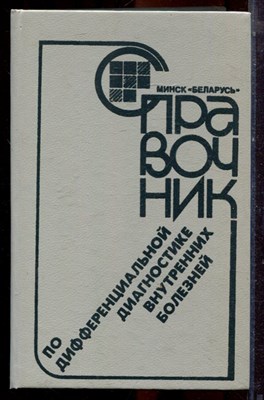 МИНСК «БЕЛАРУСЬ»
СПРА
ВОЧ
НИК
ПО
ДИФФЕРЕНЦИАЛЬНОЙ
ДИАГНОСТИКЕ
ВНУТРЕННИХ
БОЛЕЗНЕЙ